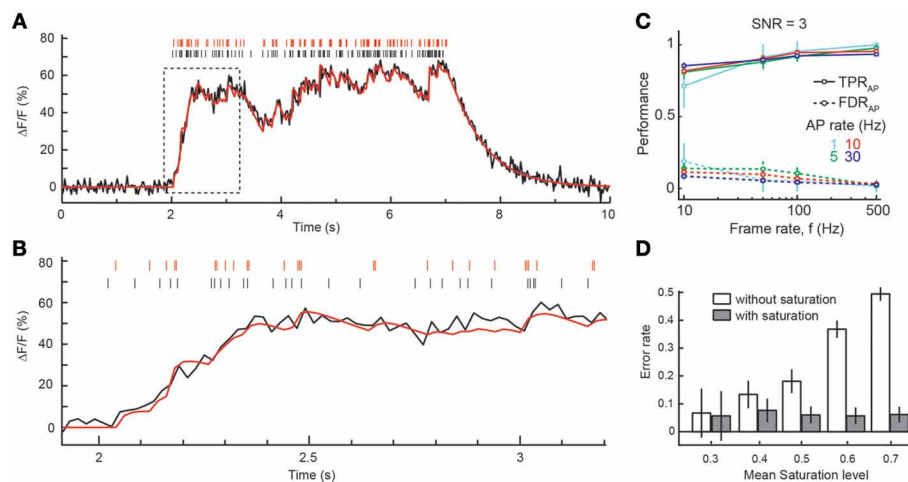 A
80
60
40
20
0
ΔF/F (%)
0 2 4 6 8 10
Time (s)
B
80
60
40
20
0
ΔF/F (%)
2 2.5 3
Time (s)
C
SNR = 3
1
0.5
0
Performance
TPRAP
FDRAP
AP rate (Hz)
1 10
5 30
10 100 500
Frame rate, f (Hz)
D
without saturation
with saturation
0.5
0.4
0.3
0.2
0.1
0
Error rate
0.3 0.4 0.5 0.6 0.7
Mean Saturation level